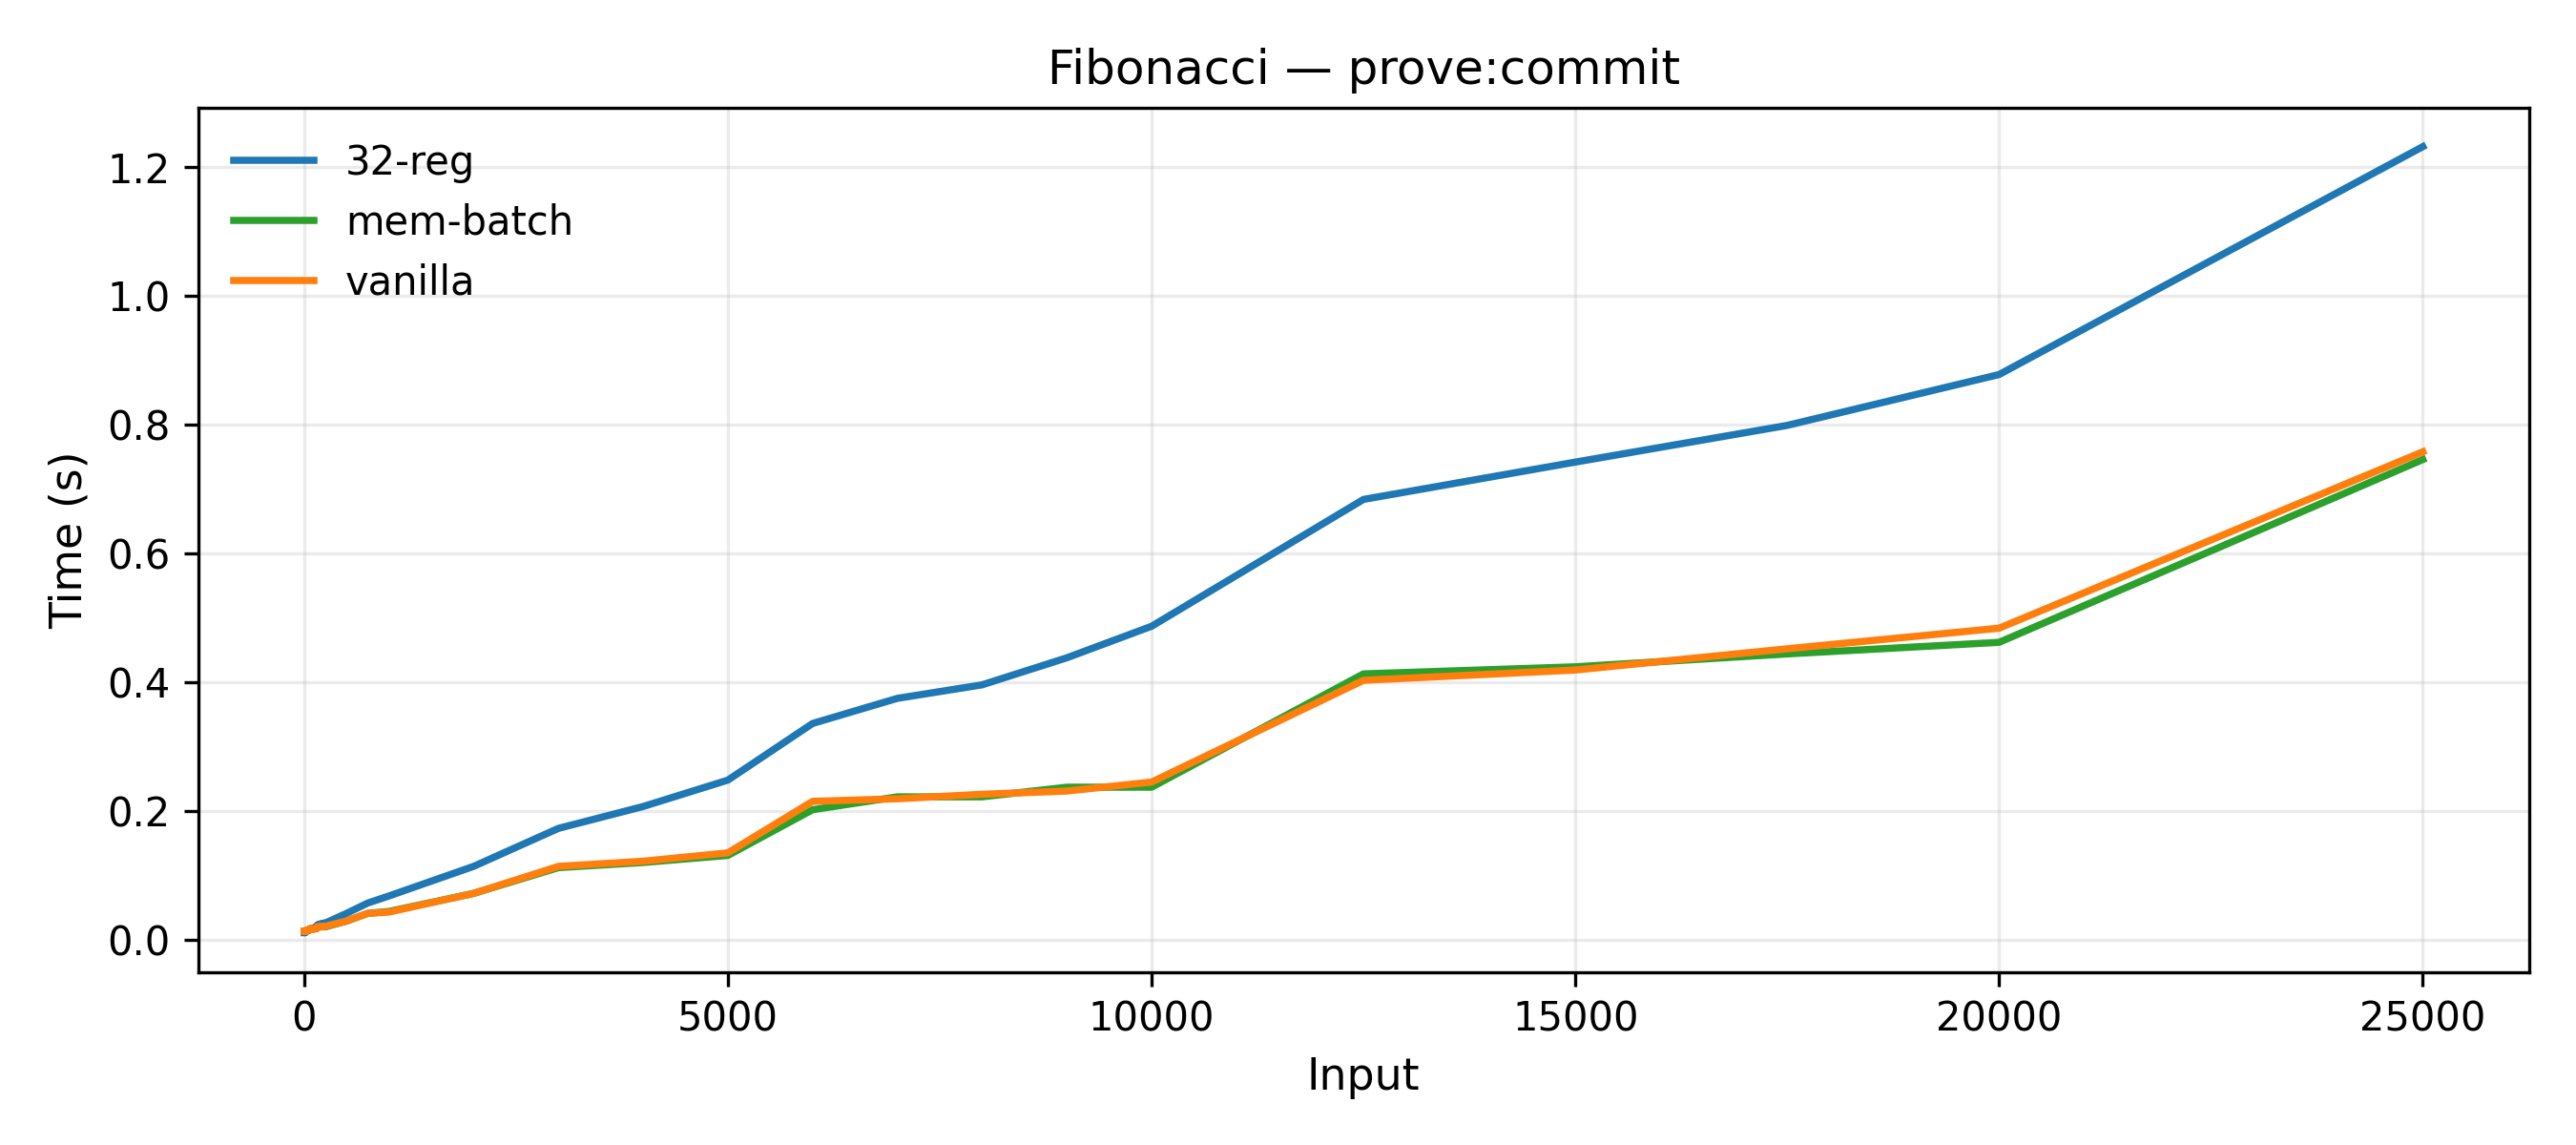 Fibonacci — prove:commit
32-reg
mem-batch
vanilla
Time (s)
1.2
1.0
0.8
0.6
0.4
0.2
0.0
0 5000 10000 15000 20000 25000
Input